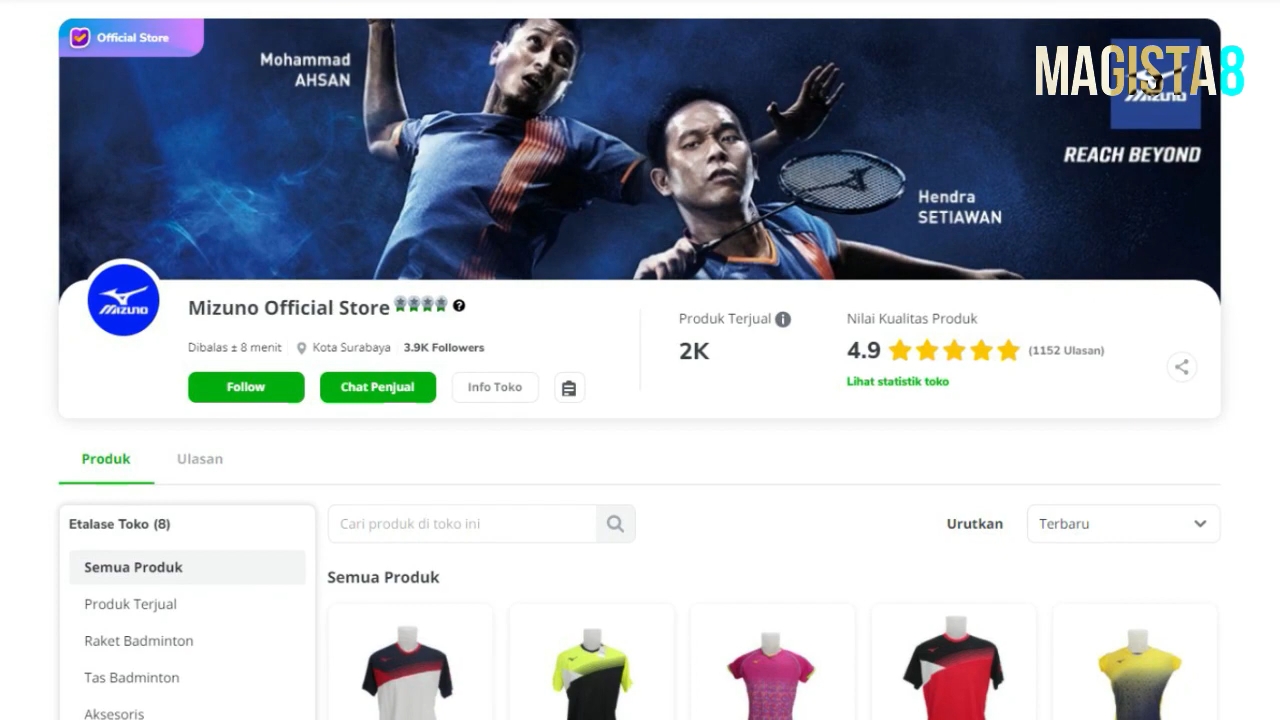 Official Store
Mohammad
AHSAN
MAGISTA8
MIZUNO
REACH BEYOND
Hendra
SETIAWAN
MIZUNO
Mizuno Official Store
Dibalas ± 8 menit
Kota Surabaya
3.9K Followers
Follow
Chat Penjual
Info Toko
Produk Terjual
2K
Nilai Kualitas Produk
4.9
(1152 Ulasan)
Lihat statistik toko
Produk
Ulasan
Etalase Toko (8)
Semua Produk
Produk Terjual
Raket Badminton
Tas Badminton
Aksesoris
Cari produk di toko ini
Urutkan
Terbaru
Semua Produk